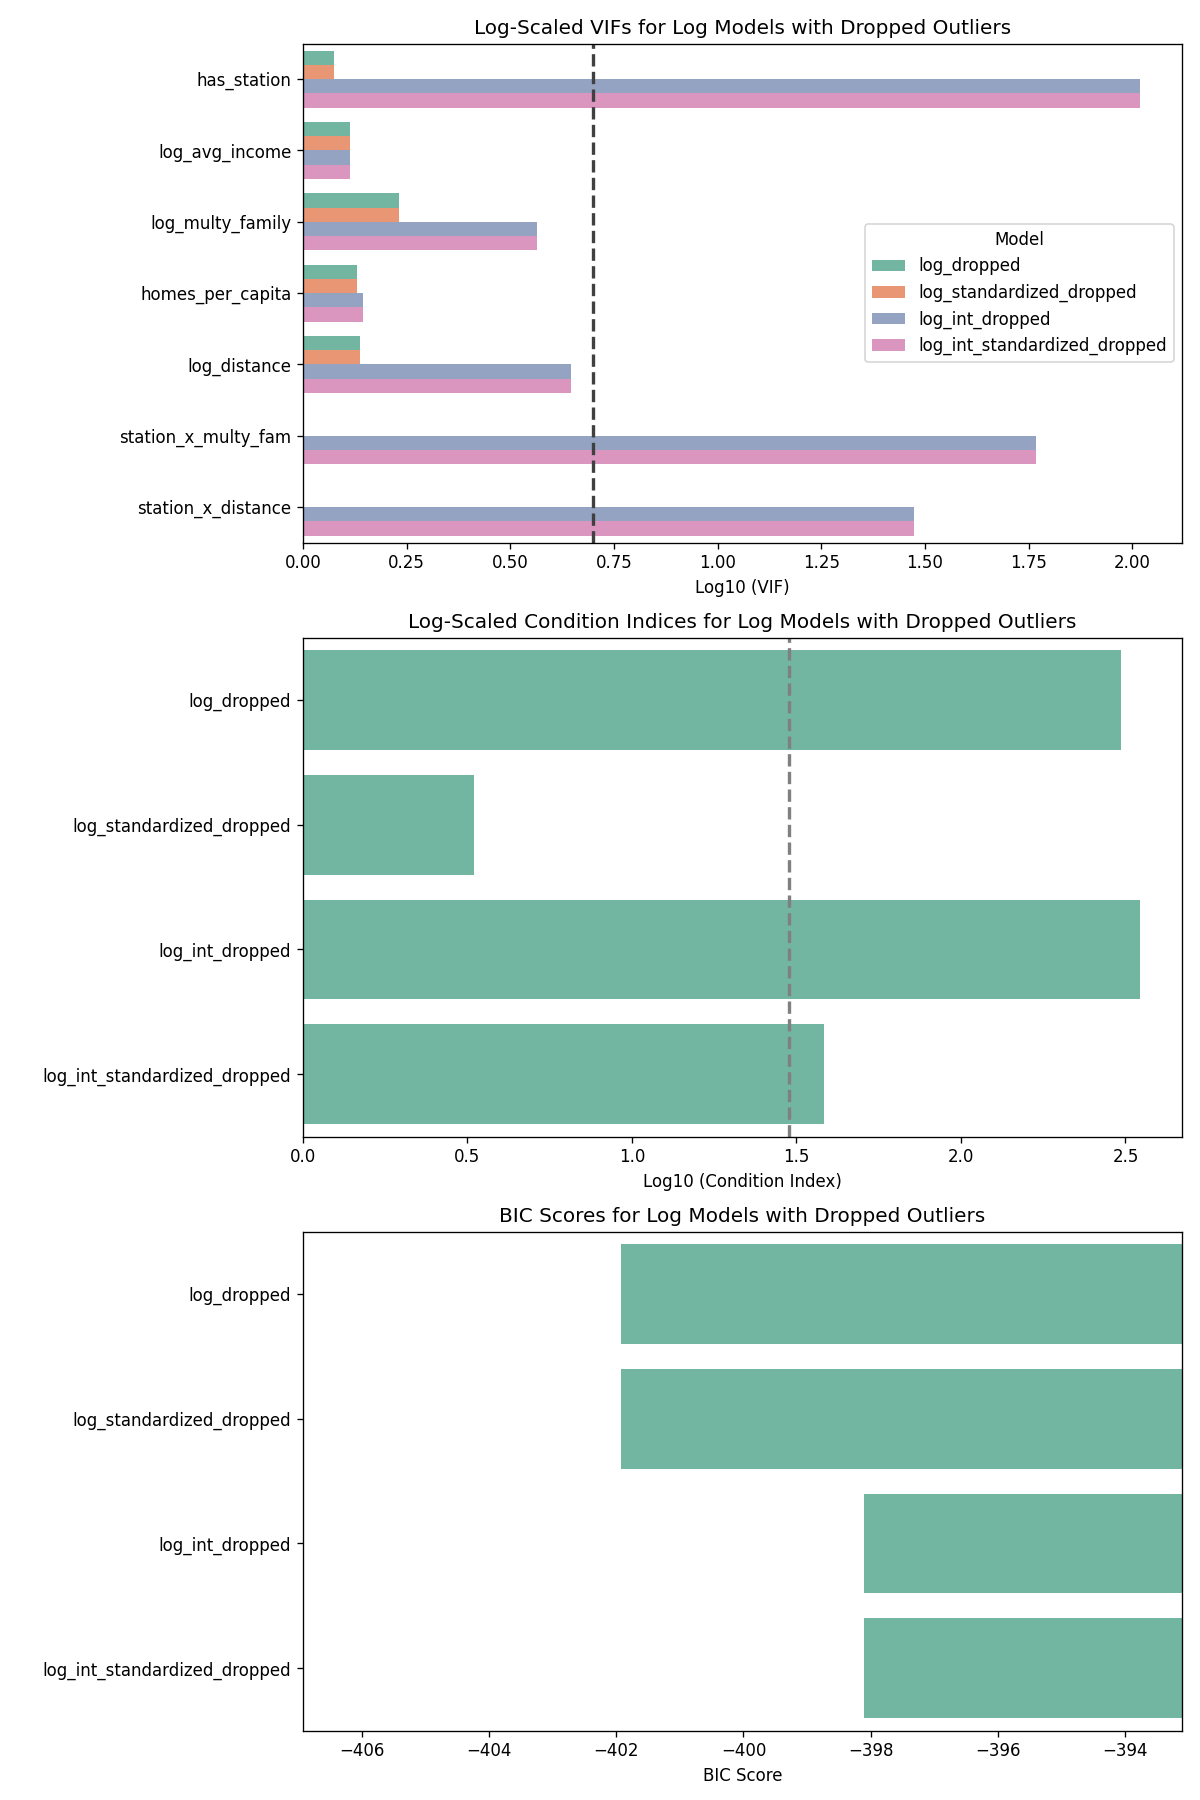 Log-Scaled VIFs for Log Models with Dropped Outliers
has_station
log_avg_income
log_multy_family
homes_per_capita
log_distance
station_x_multy_fam
station_x_distance
Model
log_dropped
log_standardized_dropped
log_int_dropped
log_int_standardized_dropped
0.00 0.25 0.50 0.75 1.00 1.25 1.50 1.75 2.00
Log10 (VIF)
Log-Scaled Condition Indices for Log Models with Dropped Outliers
log_dropped
log_standardized_dropped
log_int_dropped
log_int_standardized_dropped
0.0 0.5 1.0 1.5 2.0 2.5
Log10 (Condition Index)
BIC Scores for Log Models with Dropped Outliers
log_dropped
log_standardized_dropped
log_int_dropped
log_int_standardized_dropped
−406 −404 −402 −400 −398 −396 −394
BIC Score